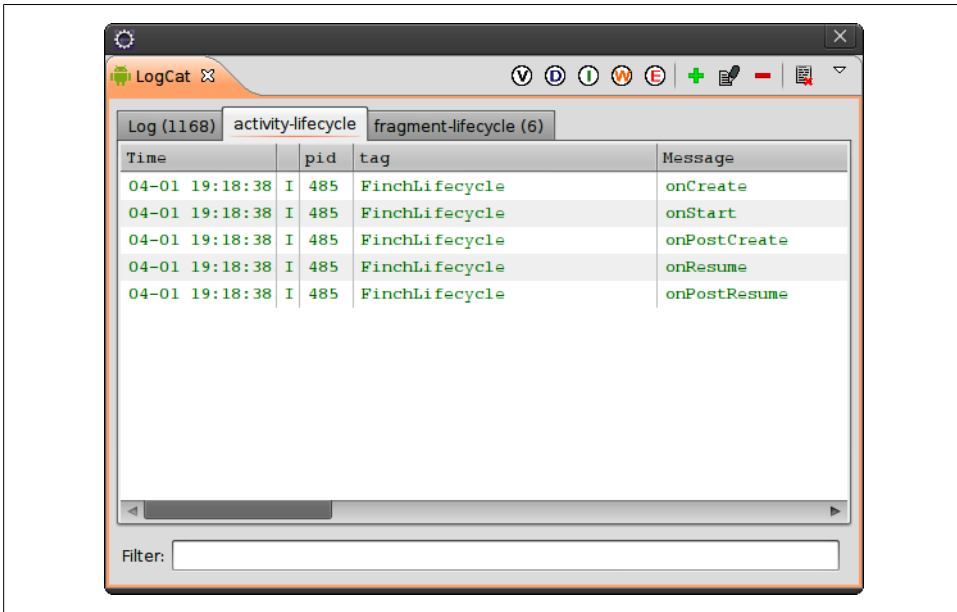 LogCat
V D I W E
Log (1168) activity-lifecycle fragment-lifecycle (6)
Time pid tag Message
04-01 19:18:38 I 485 FinchLifecycle onCreate
04-01 19:18:38 I 485 FinchLifecycle onStart
04-01 19:18:38 I 485 FinchLifecycle onPostCreate
04-01 19:18:38 I 485 FinchLifecycle onResume
04-01 19:18:38 I 485 FinchLifecycle onPostResume
Filter: